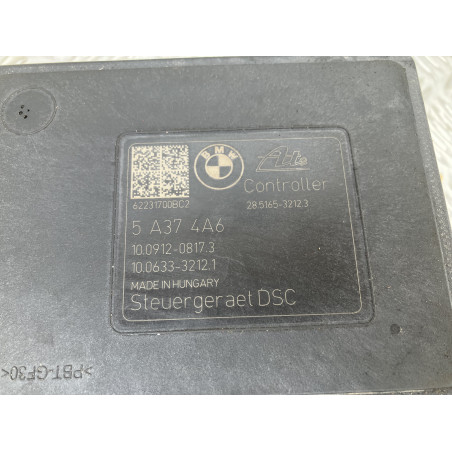 BMW
Ate
Controller
62231700BC2
28.5165-3212.3
5 A37 4A6
10.0912-0817.3
10.0633-3212.1
MADE IN HUNGARY
Steuergeraet DSC
>PBT-GF30<